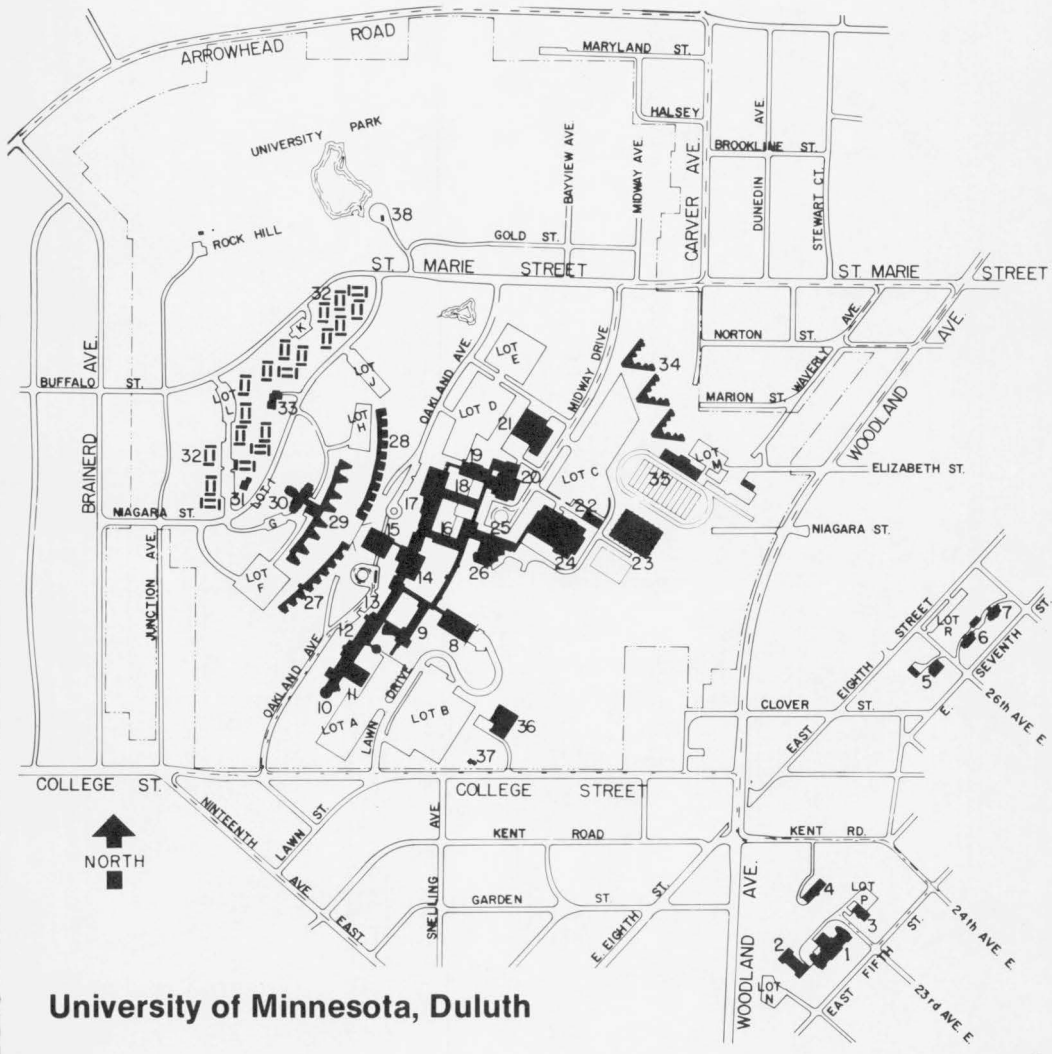 ARROWHEAD ROAD
MARYLAND ST.
HALSEY
UNIVERSITY PARK
BAYVIEW AVE
MIDWAY AVE
CARVER AVE.
DUNEDIN AVE
BROOKLINE ST.
STEWART CT.
38
ROCK HILL
GOLD ST.
ST. MARIE STREET
ST MARIE STREET
BRAINERD AVE.
32
K
NORTON ST.
WAVERLY AVE.
WOODLAND AVE.
OAKLAND AVE.
LOT E
MIDWAY DRIVE
34
BUFFALO ST.
LOT J
LOT L
33
MARION ST.
LOT H
28
LOT D
21
32
19
20
LOT C
35
LOT M
ELIZABETH ST.
31
LOT I
30
18
17
22
NIAGARA ST.
G
29
15
16
25
24
23
NIAGARA ST.
26
JUNCTION AVE.
LOT F
27
14
13
12
9
8
LOT R
7
6
5
EAST EIGHTH STREET
E. SEVENTH ST.
26th AVE E.
OAKLAND AVE
10
11
LAWN DRIVE
LOT A
LOT B
36
37
CLOVER ST.
COLLEGE ST.
COLLEGE STREET
NINTEENTH AVE EAST
LAWN ST.
SNELLING AVE
KENT ROAD
KENT RD.
NORTH
GARDEN ST.
E. EIGHTH ST.
WOODLAND AVE.
4
LOT P
3
2
1
LOT N
EAST FIFTH ST.
24th AVE. E.
23rd AVE. E.
University of Minnesota, Duluth